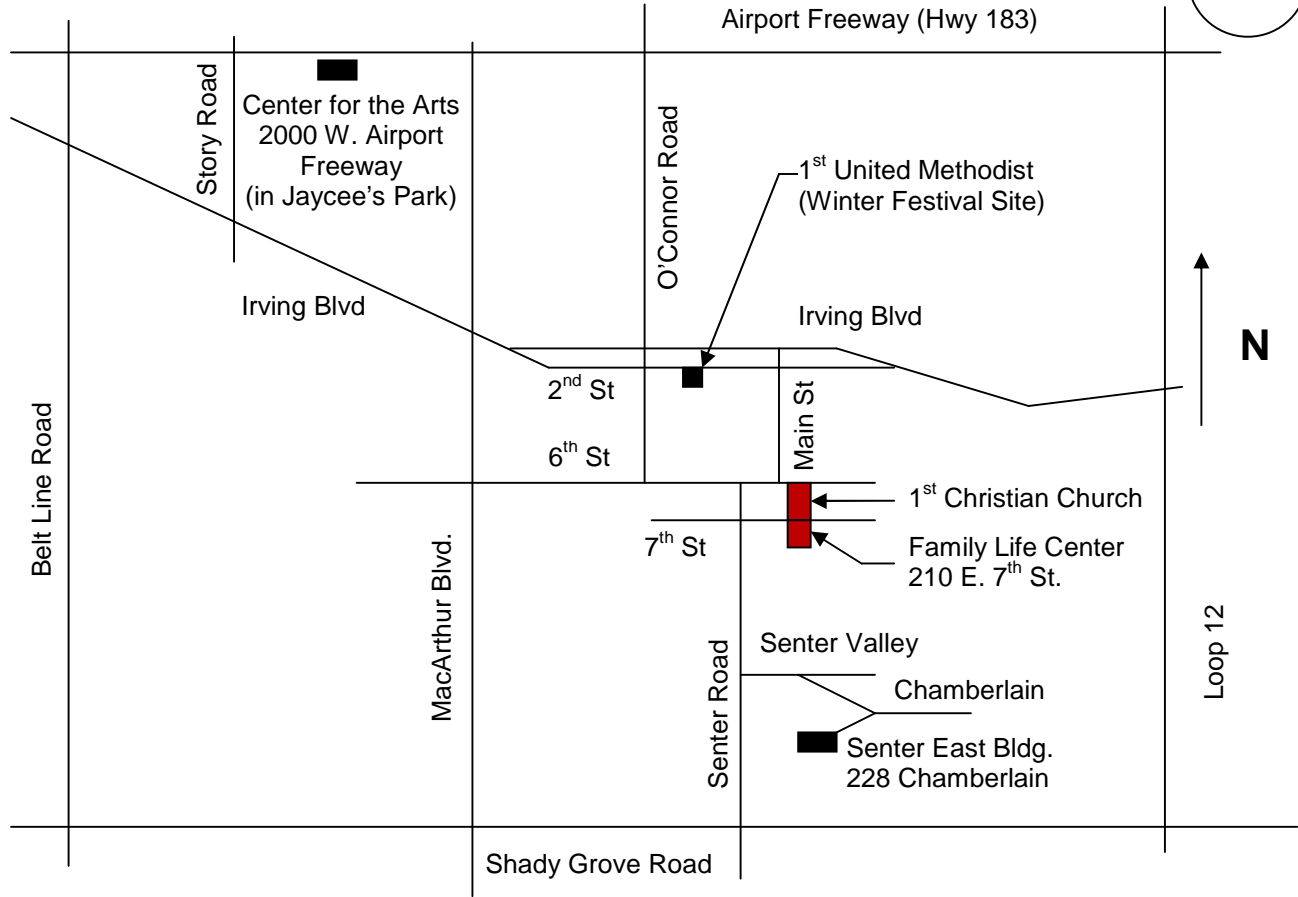 Airport Freeway (Hwy 183)
Story Road
Center for the Arts
2000 W. Airport
Freeway
(in Jaycee's Park)
O'Connor Road
1st United Methodist
(Winter Festival Site)
Irving Blvd
Irving Blvd
N
2nd St
Main St
Belt Line Road
6th St
1st Christian Church
7th St
Family Life Center
210 E. 7th St.
MacArthur Blvd.
Senter Road
Senter Valley
Chamberlain
Loop 12
Senter East Bldg.
228 Chamberlain
Shady Grove Road